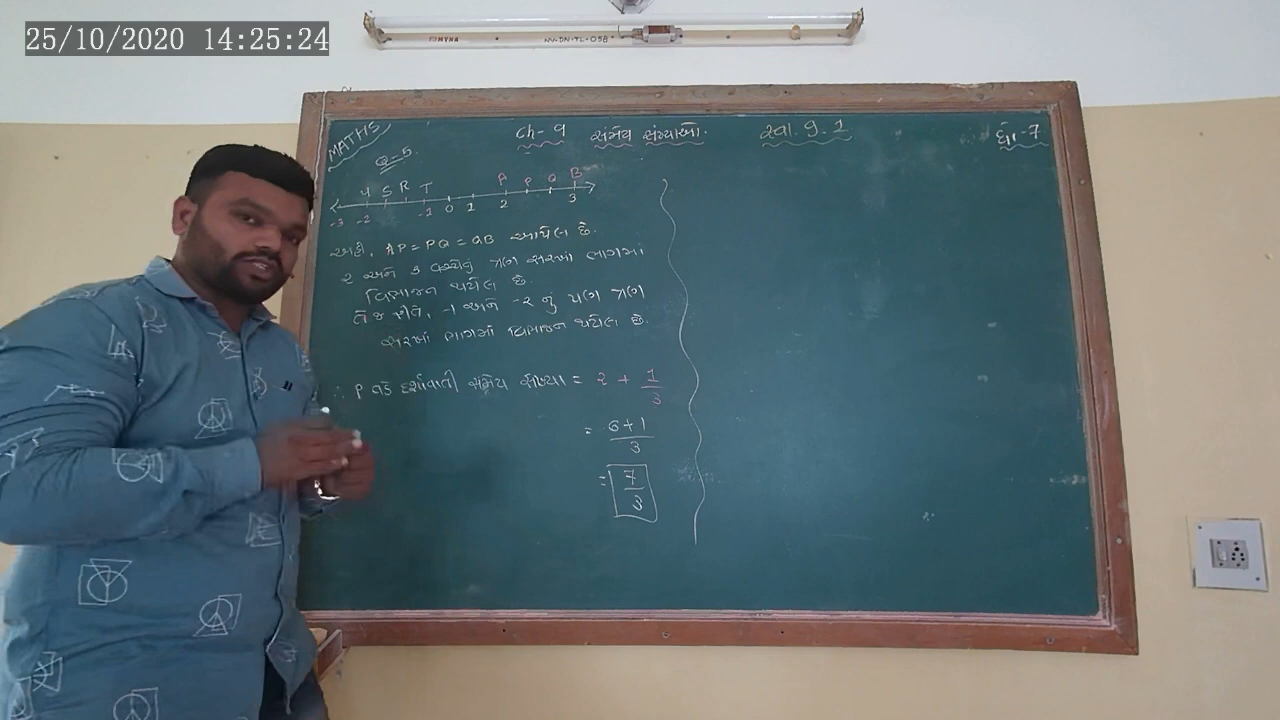 25/10/2020 14:25:24
MYNA
MATHS
Ch- 9 સંમેય સંખ્યાઓ. સ્વા. 9.1 ધો.-7
Q-5.
U S R T A P Q B
-3 -2 -1 0 1 2 3
અહીં, AP = PQ = QB આપેલ છે.
2 અને 3 વચ્ચેનું ત્રણ સરખા ભાગમાં
વિભાજન થયેલ છે.
તે જ રીતે, -1 અને -2 નું પણ ત્રણ
સરખા ભાગમાં વિભાજન થયેલ છે.
∴ P વડે દર્શાવાતી સંમેય સંખ્યા = 2 + 1/3
= 6+1/3
= 7/3